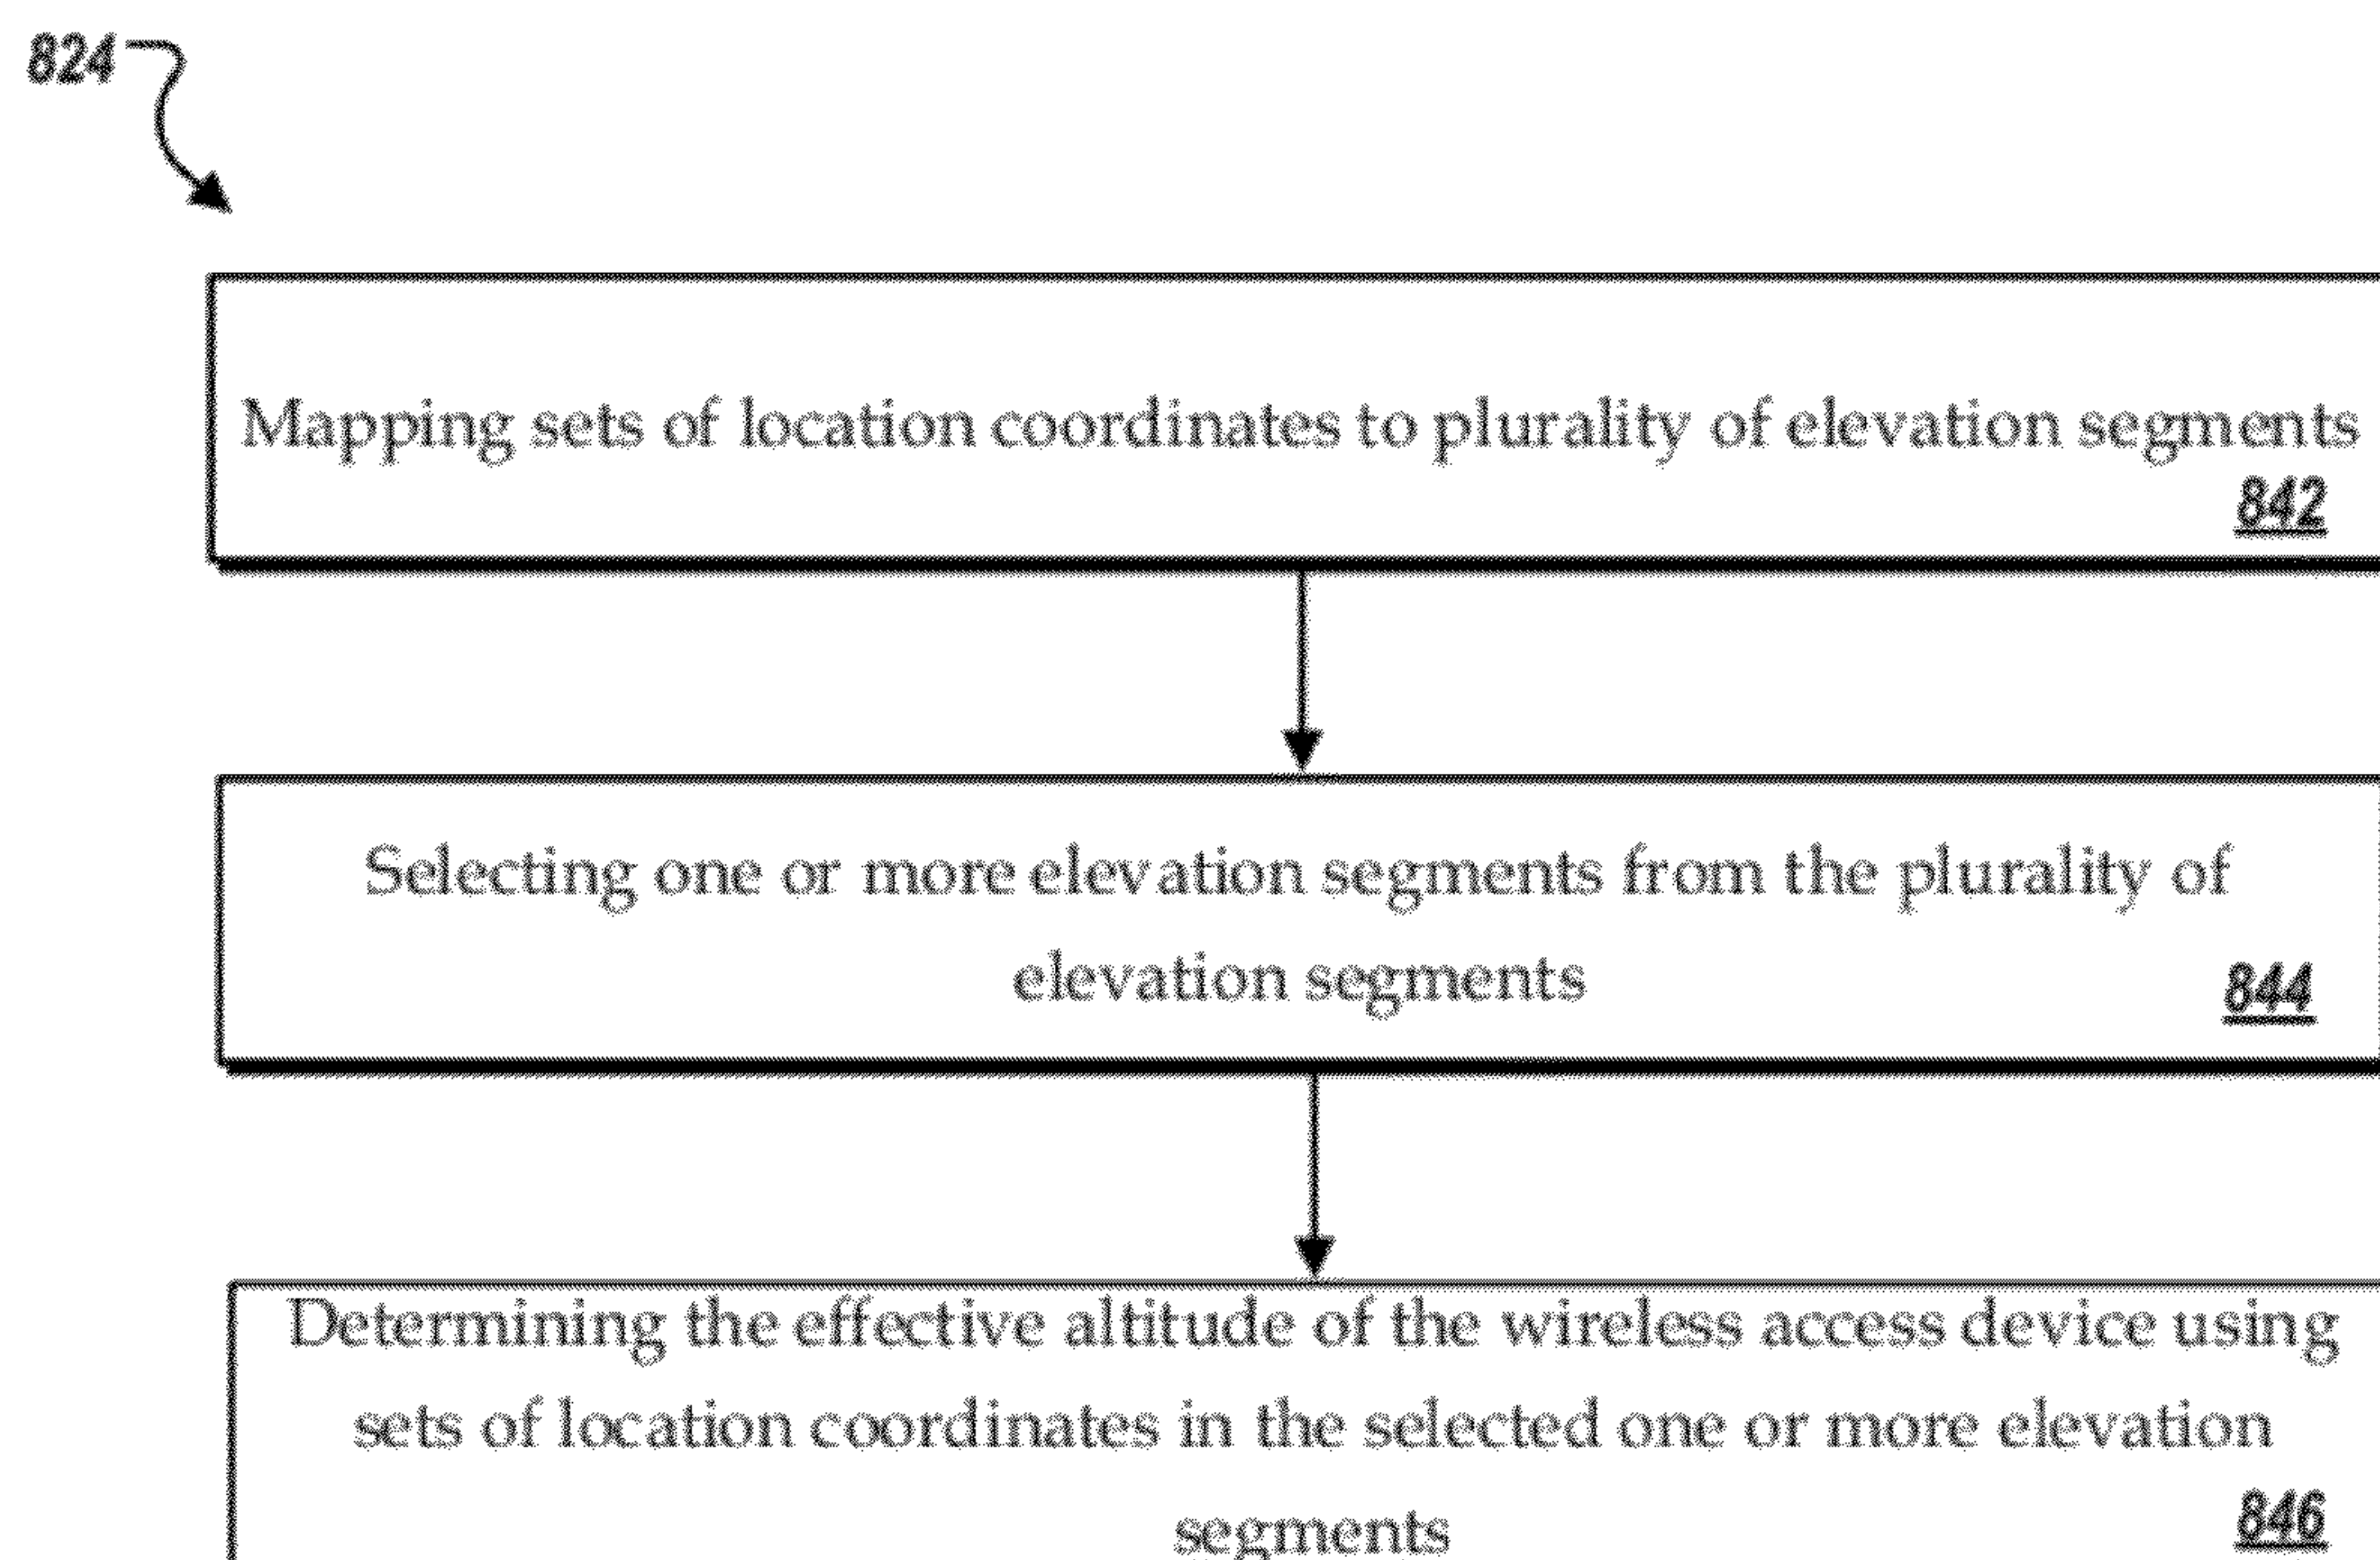 824
Mapping sets of location coordinates to plurality of elevation segments
842
Selecting one or more elevation segments from the plurality of
elevation segments
844
Determining the effective altitude of the wireless access device using
sets of location coordinates in the selected one or more elevation
segments
846